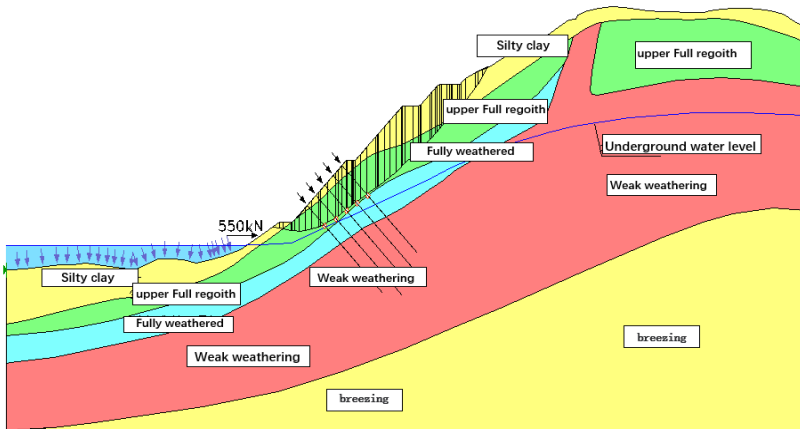 Silty clay
upper Full regoith
upper Full regoith
Fully weathered
Underground water level
Weak weathering
550kN
Silty clay
Weak weathering
upper Full regoith
Fully weathered
breezing
Weak weathering
breezing